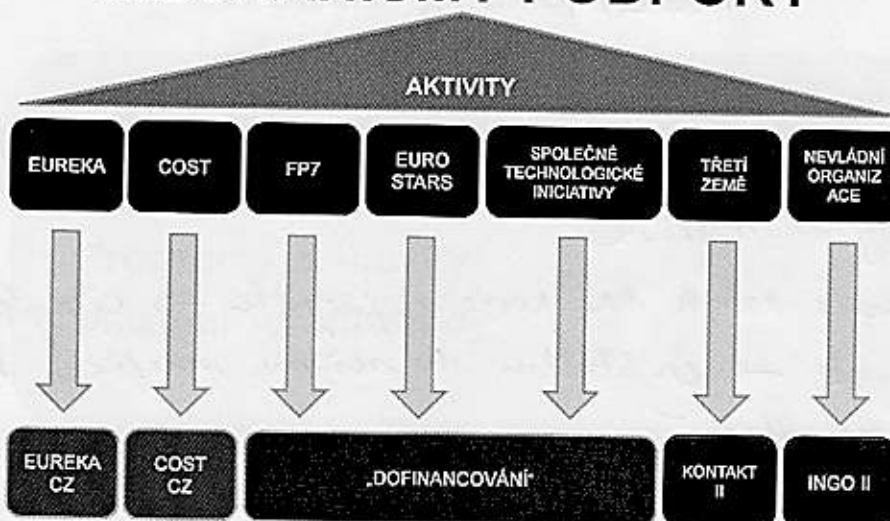 PODPORY
AKTIVITY
EUREKA
COST
FP7
EURO
STARS
SPOLEČNÉ
TECHNOLOGICKÉ
INICIATIVY
TŘETÍ
ZEMĚ
NEVLÁDNÍ
ORGANIZ
ACE
EUREKA
CZ
COST
CZ
„DOFINANCOVÁNÍ“
KONTAKT
II
INGO II